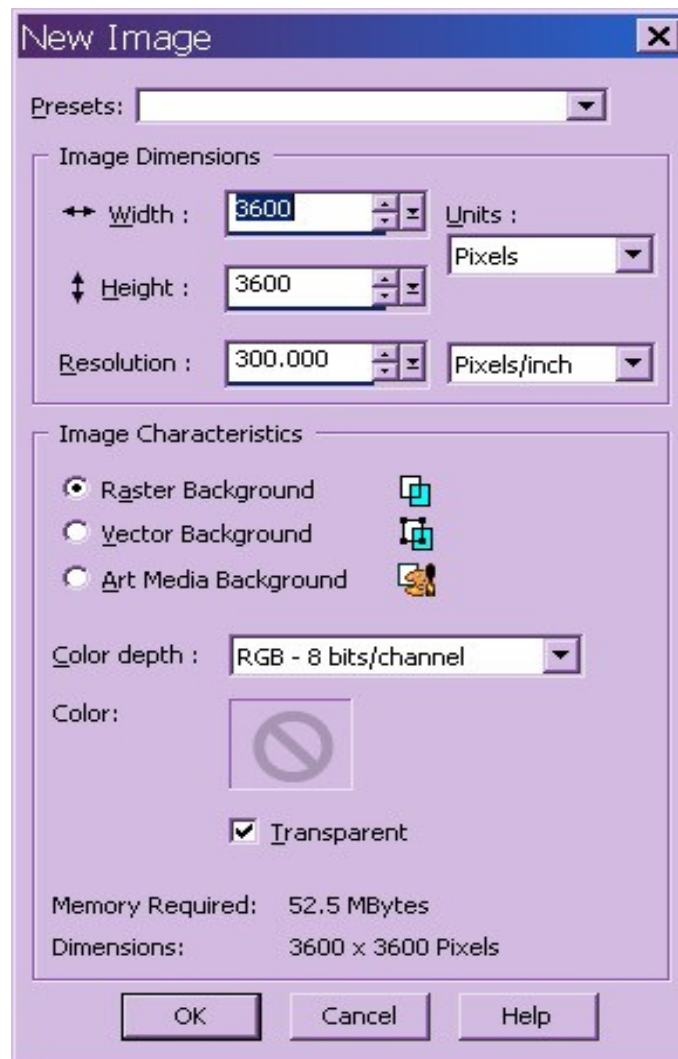 New Image
Presets:
Image Dimensions
Width : 3600 Units :
Pixels
Height : 3600
Resolution : 300.000 Pixels/inch
Image Characteristics
Raster Background
Vector Background
Art Media Background
Color depth : RGB - 8 bits/channel
Color:
Transparent
Memory Required: 52.5 MBytes
Dimensions: 3600 x 3600 Pixels
OK Cancel Help